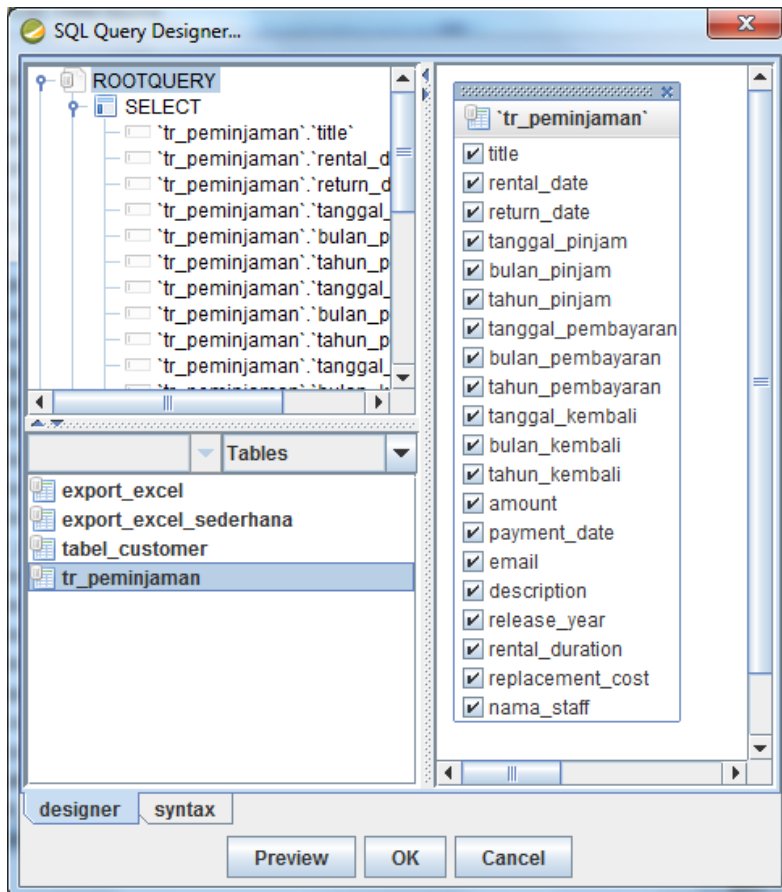 SQL Query Designer...
ROOTQUERY
SELECT
`tr_peminjaman`.`title`
`tr_peminjaman`.`rental_d
`tr_peminjaman`.`return_d
`tr_peminjaman`.`tanggal_
`tr_peminjaman`.`bulan_p
`tr_peminjaman`.`tahun_p
`tr_peminjaman`.`tanggal_
`tr_peminjaman`.`bulan_p
`tr_peminjaman`.`tahun_p
`tr_peminjaman`.`tanggal_
Tables
export_excel
export_excel_sederhana
tabel_customer
tr_peminjaman
`tr_peminjaman`
title
rental_date
return_date
tanggal_pinjam
bulan_pinjam
tahun_pinjam
tanggal_pembayaran
bulan_pembayaran
tahun_pembayaran
tanggal_kembali
bulan_kembali
tahun_kembali
amount
payment_date
email
description
release_year
rental_duration
replacement_cost
nama_staff
designer syntax
Preview OK Cancel